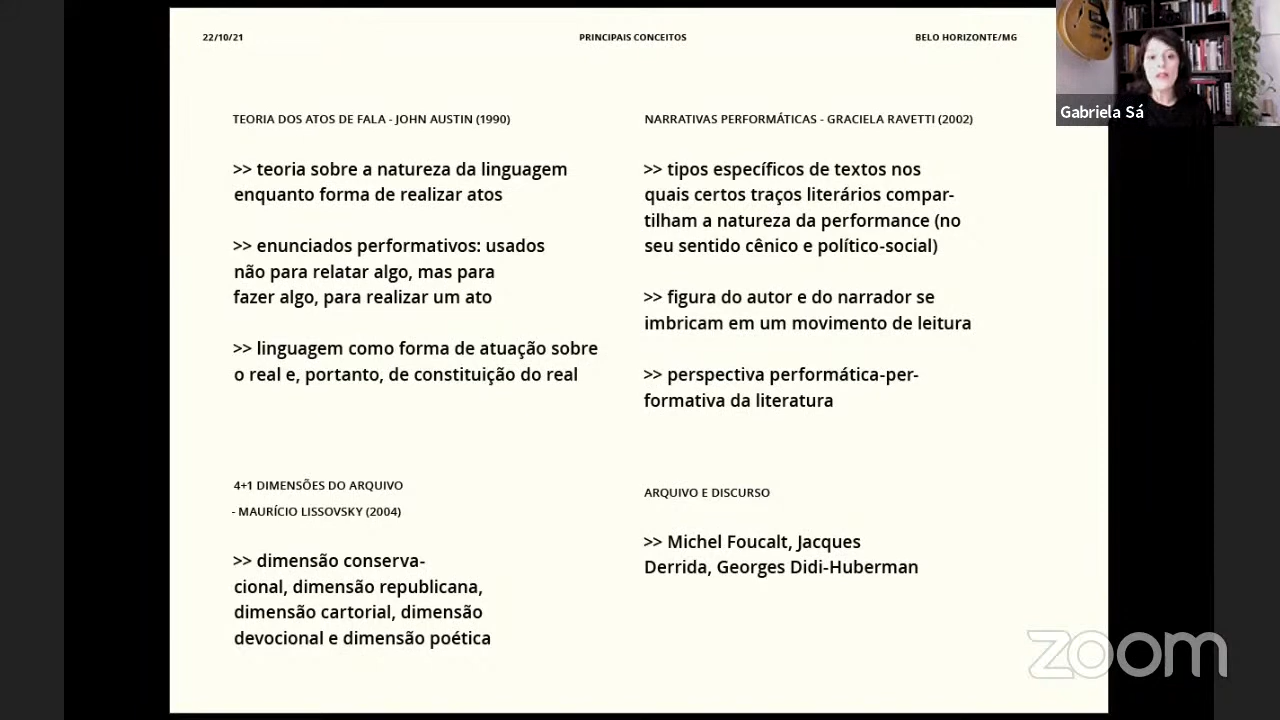 22/10/21
PRINCIPAIS CONCEITOS
BELO HORIZONTE/MG
Gabriela Sá
TEORIA DOS ATOS DE FALA - JOHN AUSTIN (1990)
>> teoria sobre a natureza da linguagem
enquanto forma de realizar atos
>> enunciados performativos: usados
não para relatar algo, mas para
fazer algo, para realizar um ato
>> linguagem como forma de atuação sobre
o real e, portanto, de constituição do real
NARRATIVAS PERFORMÁTICAS - GRACIELA RAVETTI (2002)
>> tipos específicos de textos nos
quais certos traços literários compar-
tilham a natureza da performance (no
seu sentido cênico e político-social)
>> figura do autor e do narrador se
imbricam em um movimento de leitura
>> perspectiva performática-per-
formativa da literatura
4+1 DIMENSÕES DO ARQUIVO
- MAURÍCIO LISSOVSKY (2004)
>> dimensão conserva-
cional, dimensão republicana,
dimensão cartorial, dimensão
devocional e dimensão poética
ARQUIVO E DISCURSO
>> Michel Foucalt, Jacques
Derrida, Georges Didi-Huberman
zoom